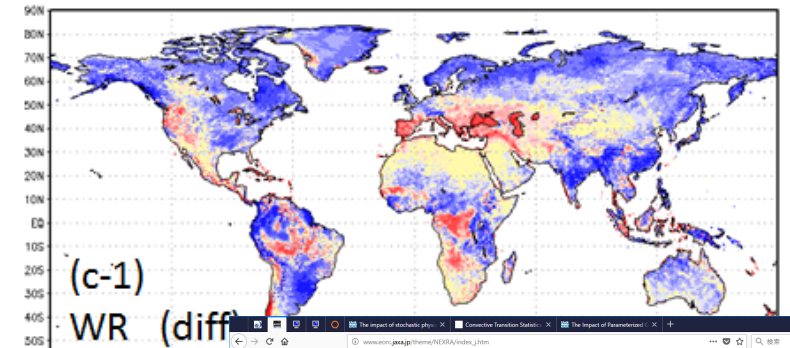 90N
80N
70N
60N
50N
40N
30N
20N
10N
EQ
10S
20S
30S
40S
50S
(c-1)
WR (diff
The impact of stochastic physi
Convective Transition Statistic
The Impact of Parameterized C
www.eorc.jaxa.jp/theme/NEXRA/index_j.htm
検索